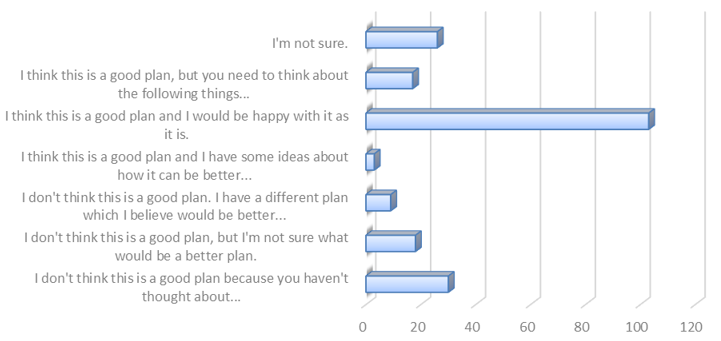 I'm not sure.
I think this is a good plan, but you need to think about
the following things...
I think this is a good plan and I would be happy with it as
it is.
I think this is a good plan and I have some ideas about
how it can be better...
I don't think this is a good plan. I have a different plan
which I believe would be better...
I don't think this is a good plan, but I'm not sure what
would be a better plan.
I don't think this is a good plan because you haven't
thought about...
0 20 40 60 80 100 120